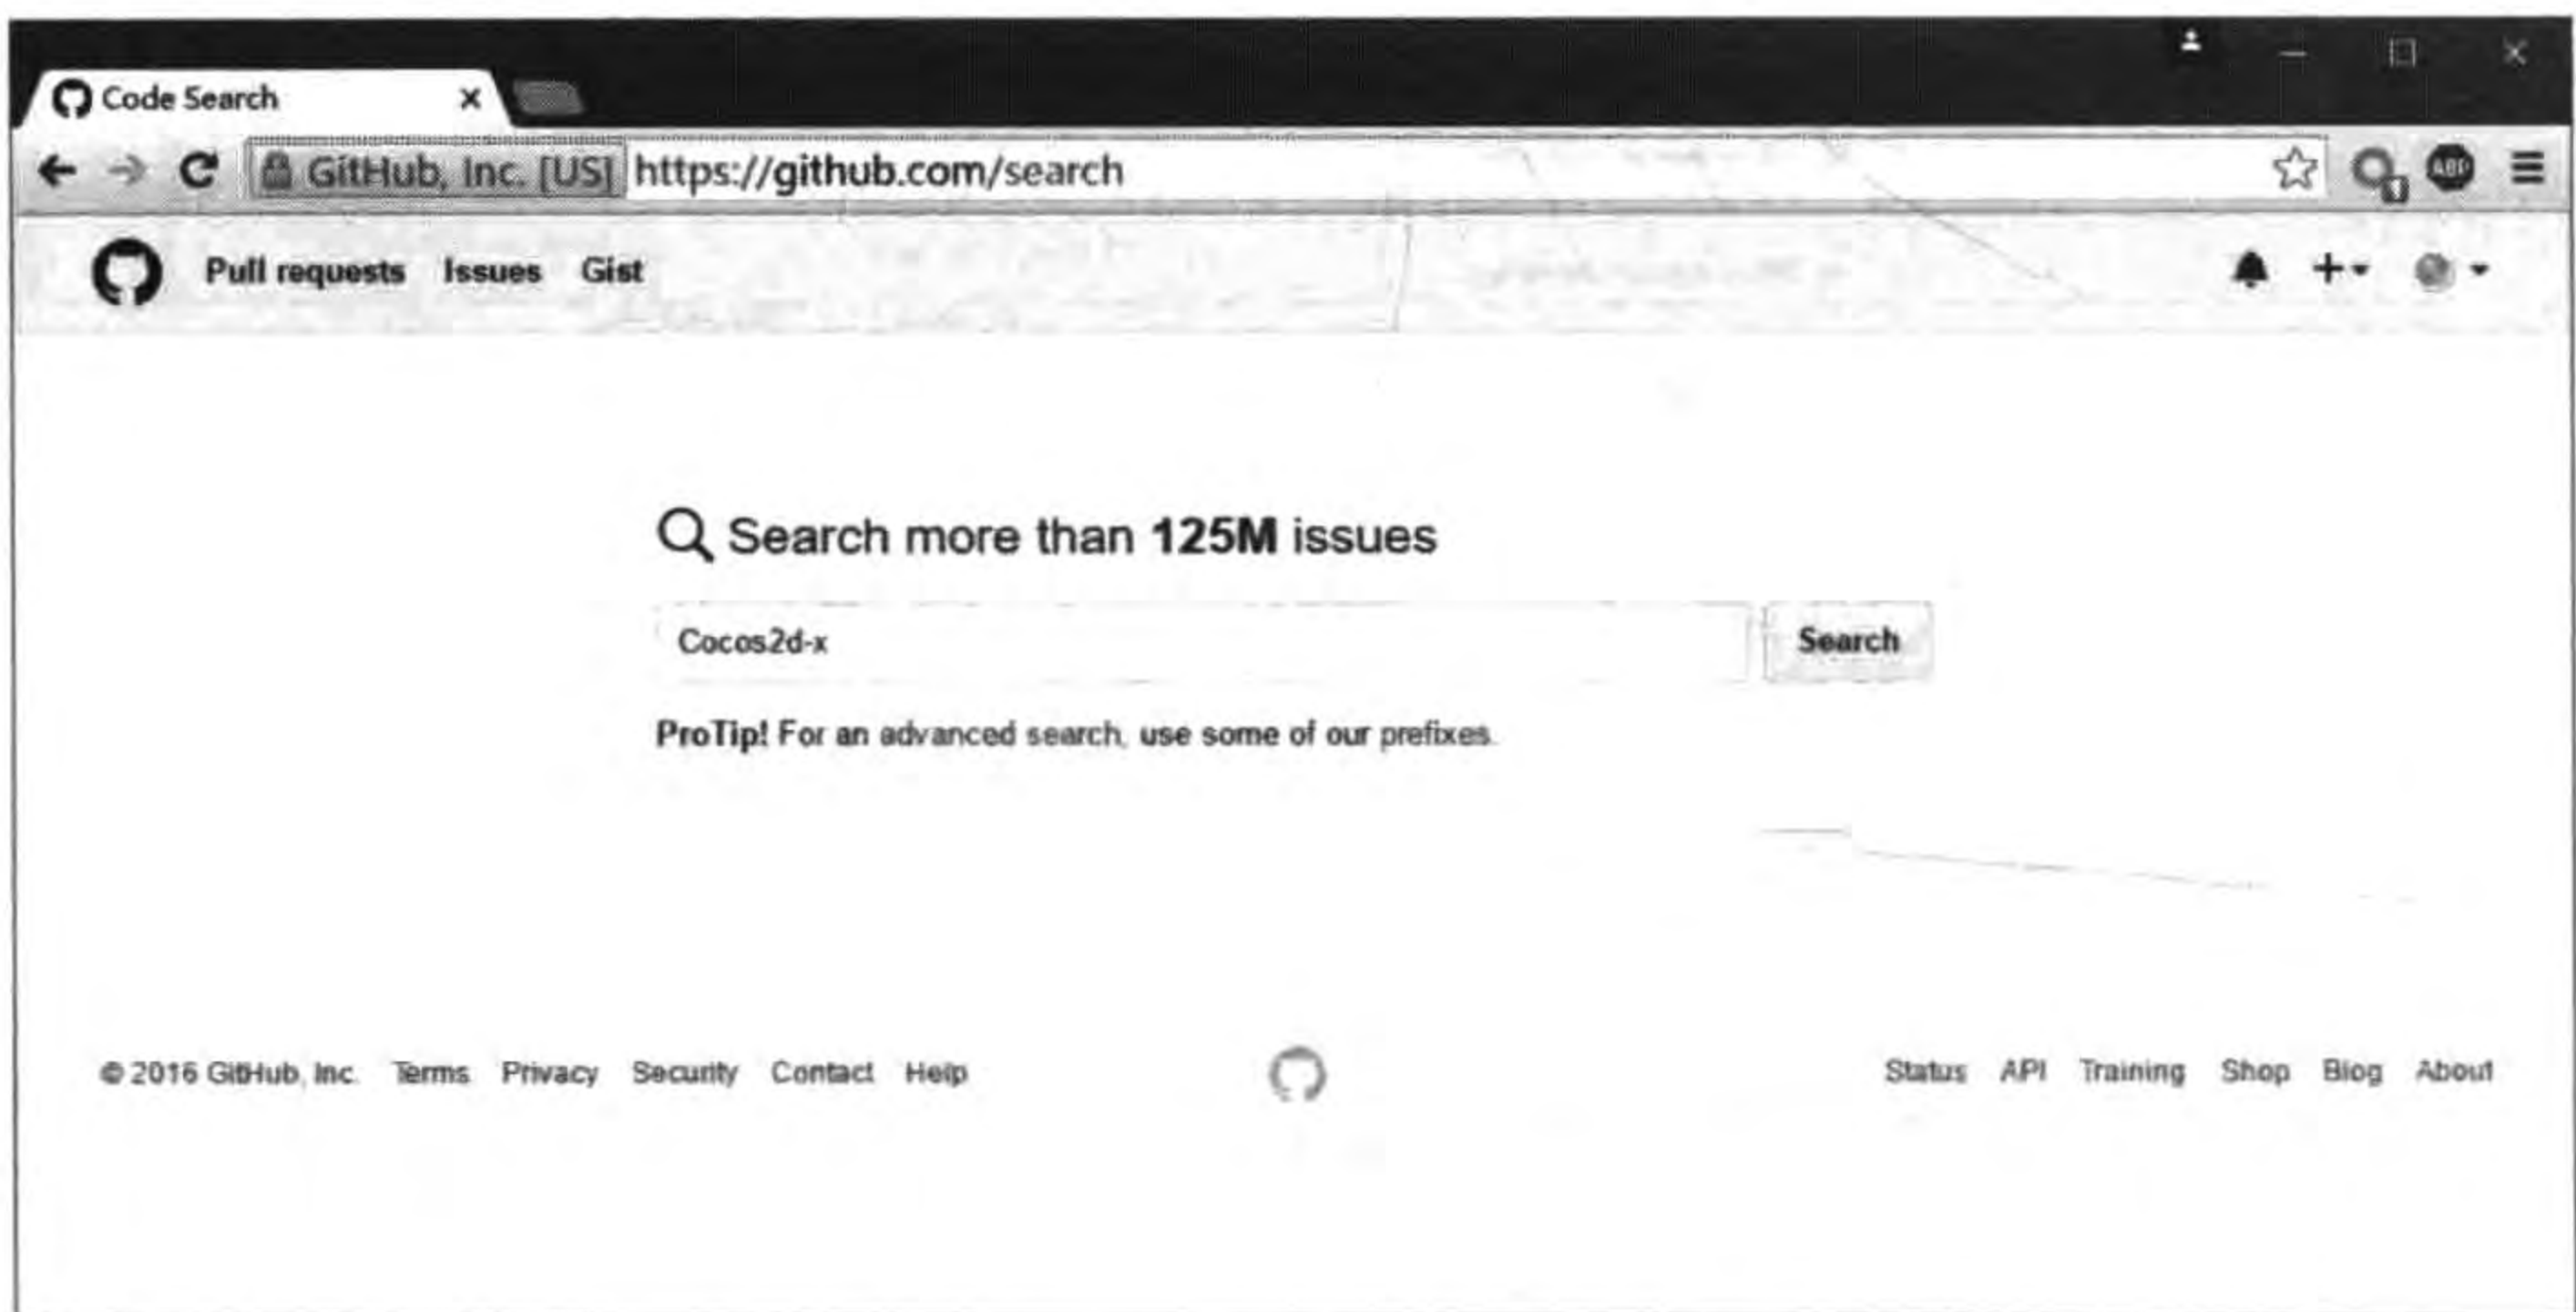 Code Search
GitHub, Inc. [US] https://github.com/search
ABP
Pull requests Issues Gist
Search more than 125M issues
Cocos2d-x Search
ProTip! For an advanced search, use some of our prefixes.
© 2016 GitHub, Inc. Terms Privacy Security Contact Help Status API Training Shop Blog About